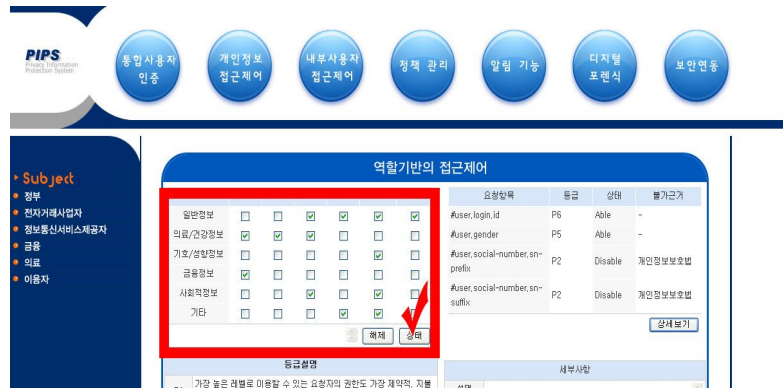 PIPS
Privacy Information
Protection System
통합사용자
인증
개인정보
접근제어
내부사용자
접근제어
정책 관리
알림 기능
디지털
포렌식
보안연동
Subject
정부
전자거래사업자
정보통신서비스제공자
금융
의료
이용자
역할기반의 접근제어
일반정보
의료/건강정보
기호/성향정보
금융정보
사회적정보
기타
해제
상태
요청항목 등급 상태 불가근거
#user,login,id P6 Able -
#user,gender P5 Able -
#user,social-number,sn-
prefix P2 Disable 개인정보보호법
#user,social-number,sn-
suffix P2 Disable 개인정보보호법
상세보기
등급설명
가장 높은 레벨로 이용할 수 있는 요청자의 권한도 가장 제약적, 지불
세부사항
설명